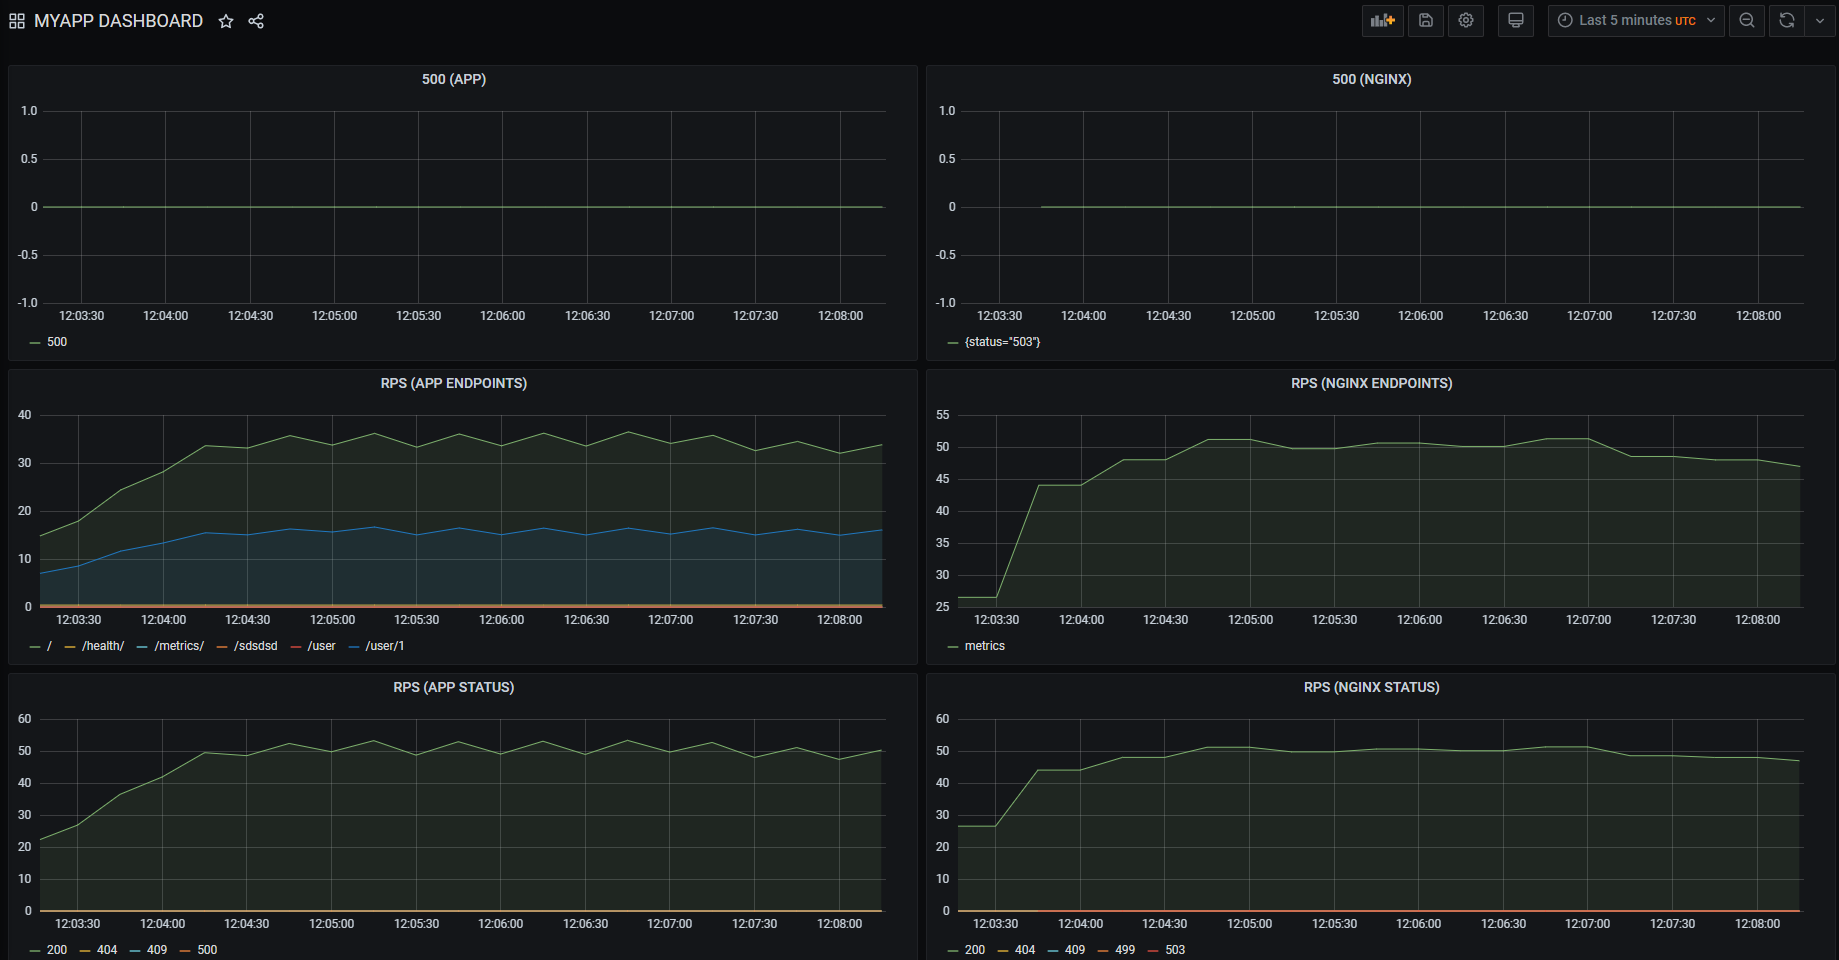 MYAPP DASHBOARD
Last 5 minutes UTC
500 (APP)
1.0
0.5
0
-0.5
-1.0
12:03:30 12:04:00 12:04:30 12:05:00 12:05:30 12:06:00 12:06:30 12:07:00 12:07:30 12:08:00
500
500 (NGINX)
1.0
0.5
0
-0.5
-1.0
12:03:30 12:04:00 12:04:30 12:05:00 12:05:30 12:06:00 12:06:30 12:07:00 12:07:30 12:08:00
{status="503"}
RPS (APP ENDPOINTS)
40
30
20
10
0
12:03:30 12:04:00 12:04:30 12:05:00 12:05:30 12:06:00 12:06:30 12:07:00 12:07:30 12:08:00
/ /health/ /metrics/ /sdsdsd /user /user/1
RPS (NGINX ENDPOINTS)
55
50
45
40
35
30
25
12:03:30 12:04:00 12:04:30 12:05:00 12:05:30 12:06:00 12:06:30 12:07:00 12:07:30 12:08:00
metrics
RPS (APP STATUS)
60
50
40
30
20
10
0
12:03:30 12:04:00 12:04:30 12:05:00 12:05:30 12:06:00 12:06:30 12:07:00 12:07:30 12:08:00
200 404 409 500
RPS (NGINX STATUS)
60
50
40
30
20
10
0
12:03:30 12:04:00 12:04:30 12:05:00 12:05:30 12:06:00 12:06:30 12:07:00 12:07:30 12:08:00
200 404 409 499 503